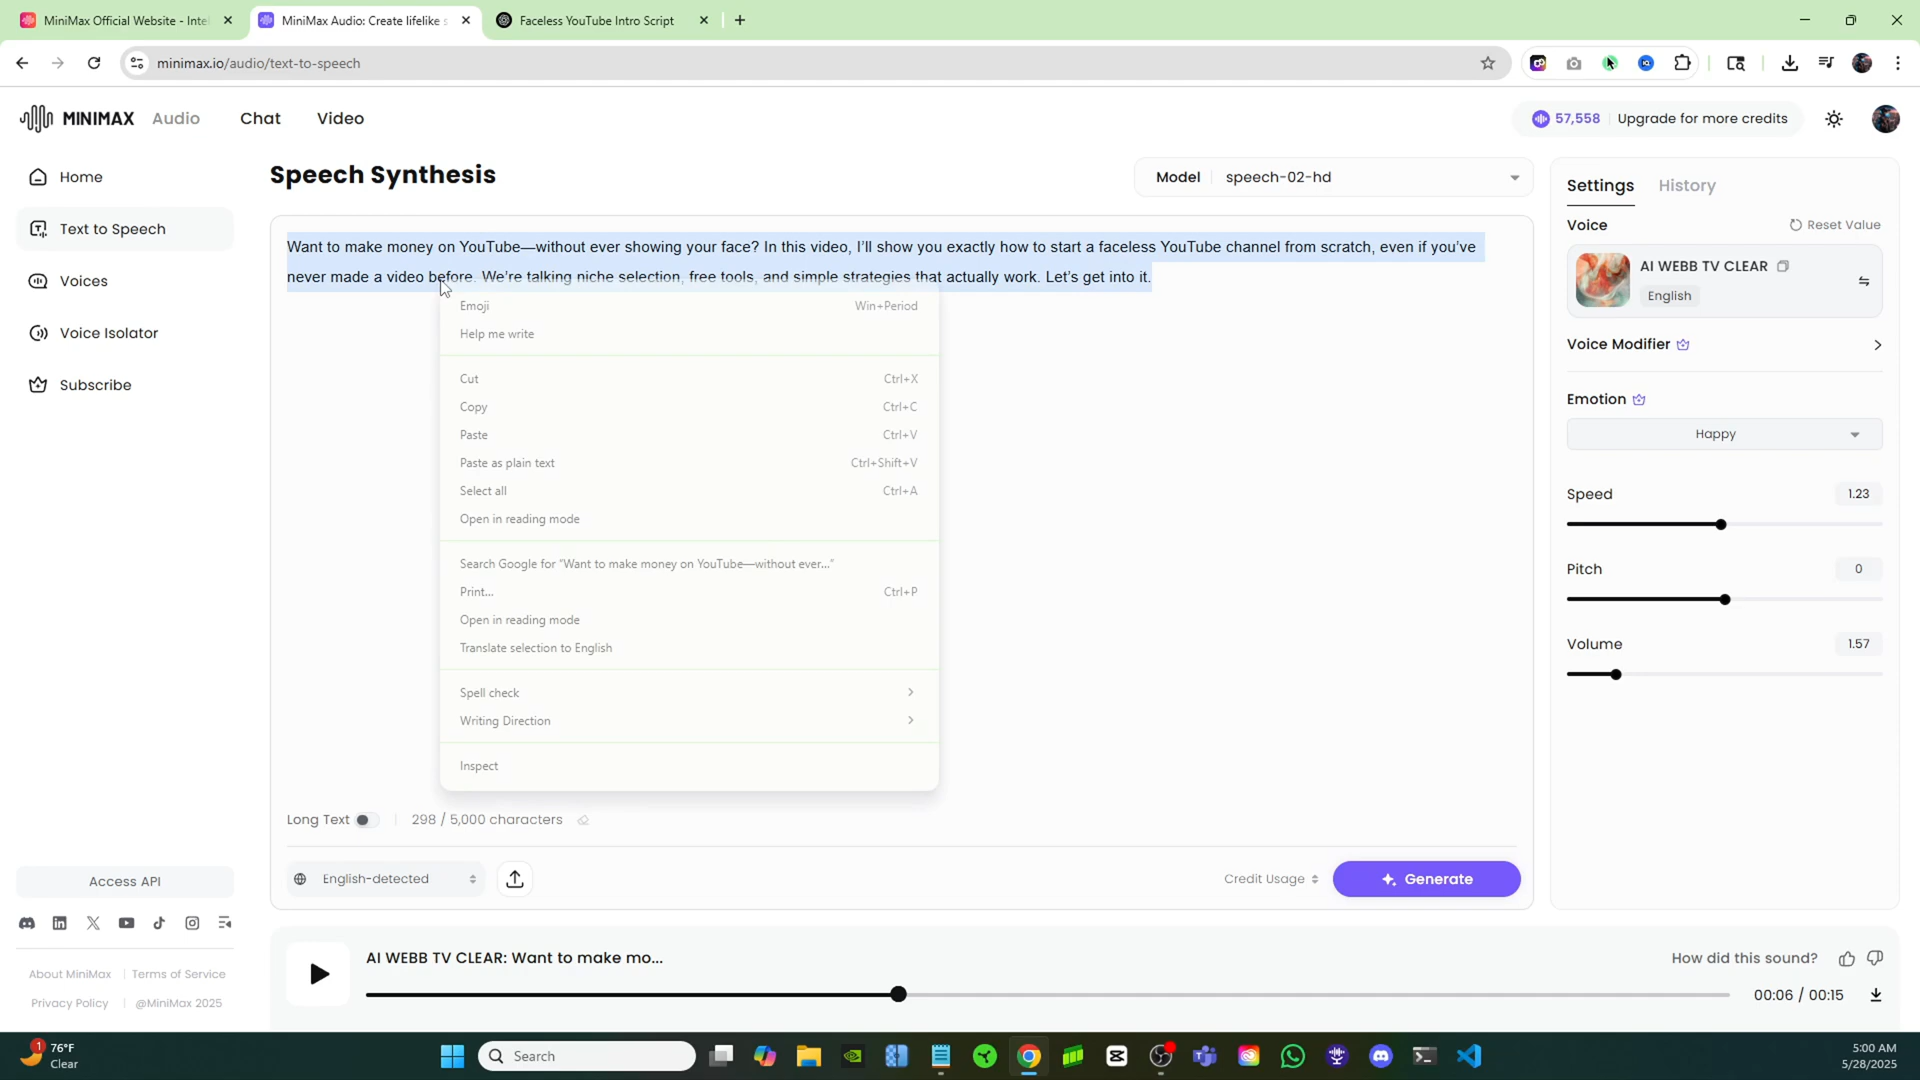 MiniMax Official Website - Intel
MiniMax Audio: Create lifelike s
Faceless YouTube Intro Script
minimax.io/audio/text-to-speech
MINIMAX Audio
Chat
Video
57,558
Upgrade for more credits
Home
Text to Speech
Voices
Voice Isolator
Subscribe
Speech Synthesis
Model
speech-02-hd
Want to make money on YouTube—without ever showing your face? In this video, I’ll show you exactly how to start a faceless YouTube channel from scratch, even if you’ve
never made a video before. We’re talking niche selection, free tools, and simple strategies that actually work. Let’s get into it.
Emoji Win+Period
Help me write
Cut Ctrl+X
Copy Ctrl+C
Paste Ctrl+V
Paste as plain text Ctrl+Shift+V
Select all Ctrl+A
Open in reading mode
Search Google for “Want to make money on YouTube—without ever...”
Print... Ctrl+P
Open in reading mode
Translate selection to English
Spell check
Writing Direction
Inspect
Long Text
298 / 5,000 characters
English-detected
Credit Usage
Generate
Settings
History
Voice
Reset Value
AI WEBB TV CLEAR
English
Voice Modifier
Emotion
Happy
Speed 1.23
Pitch 0
Volume 1.57
Access API
About MiniMax
Terms of Service
Privacy Policy
@MiniMax 2025
AI WEBB TV CLEAR: Want to make mo...
How did this sound?
00:06 / 00:15
1
76°F
Clear
Search
5:00 AM
5/28/2025